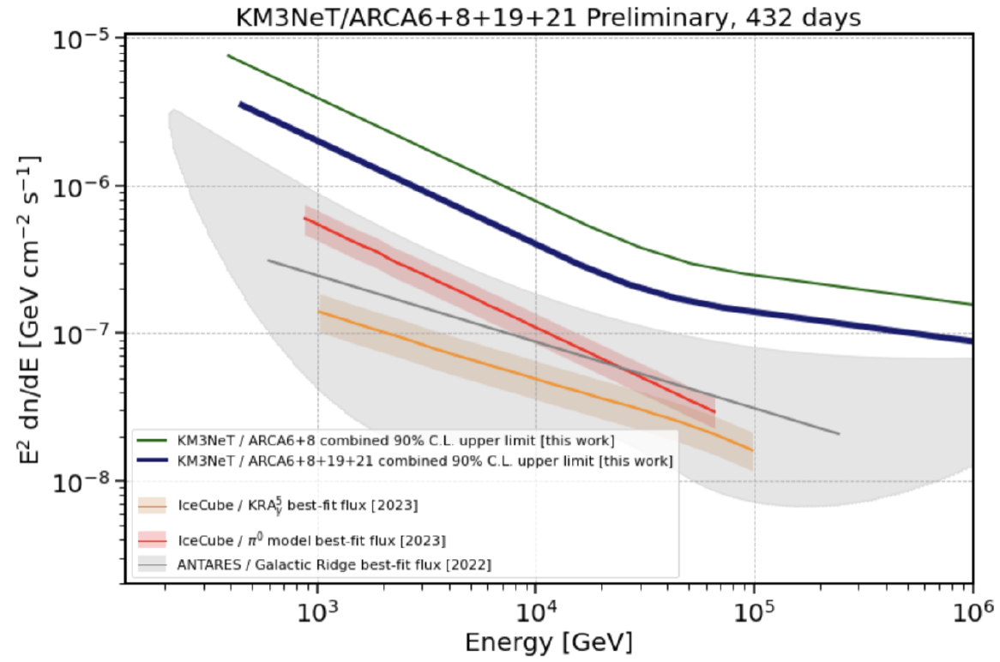 KM3NeT/ARCA6+8+19+21 Preliminary, 432 days
E² dn/dE [GeV cm⁻² s⁻¹]
10⁻⁵
10⁻⁶
10⁻⁷
10⁻⁸
KM3NeT / ARCA6+8 combined 90% C.L. upper limit [this work]
KM3NeT / ARCA6+8+19+21 combined 90% C.L. upper limit [this work]
IceCube / KRA⁵ᵧ best-fit flux [2023]
IceCube / π⁰ model best-fit flux [2023]
ANTARES / Galactic Ridge best-fit flux [2022]
10³ 10⁴ 10⁵ 10⁶
Energy [GeV]